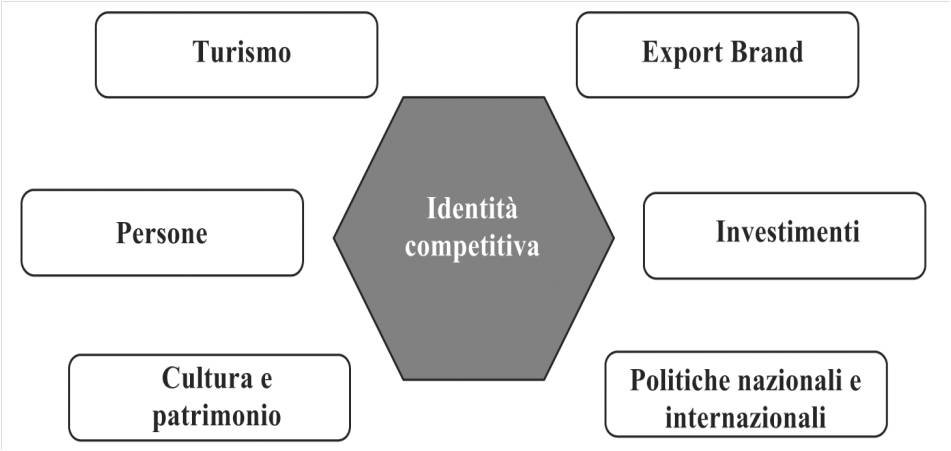 Turismo
Export Brand
Identità
competitiva
Persone
Investimenti
Cultura e
patrimonio
Politiche nazionali e
internazionali